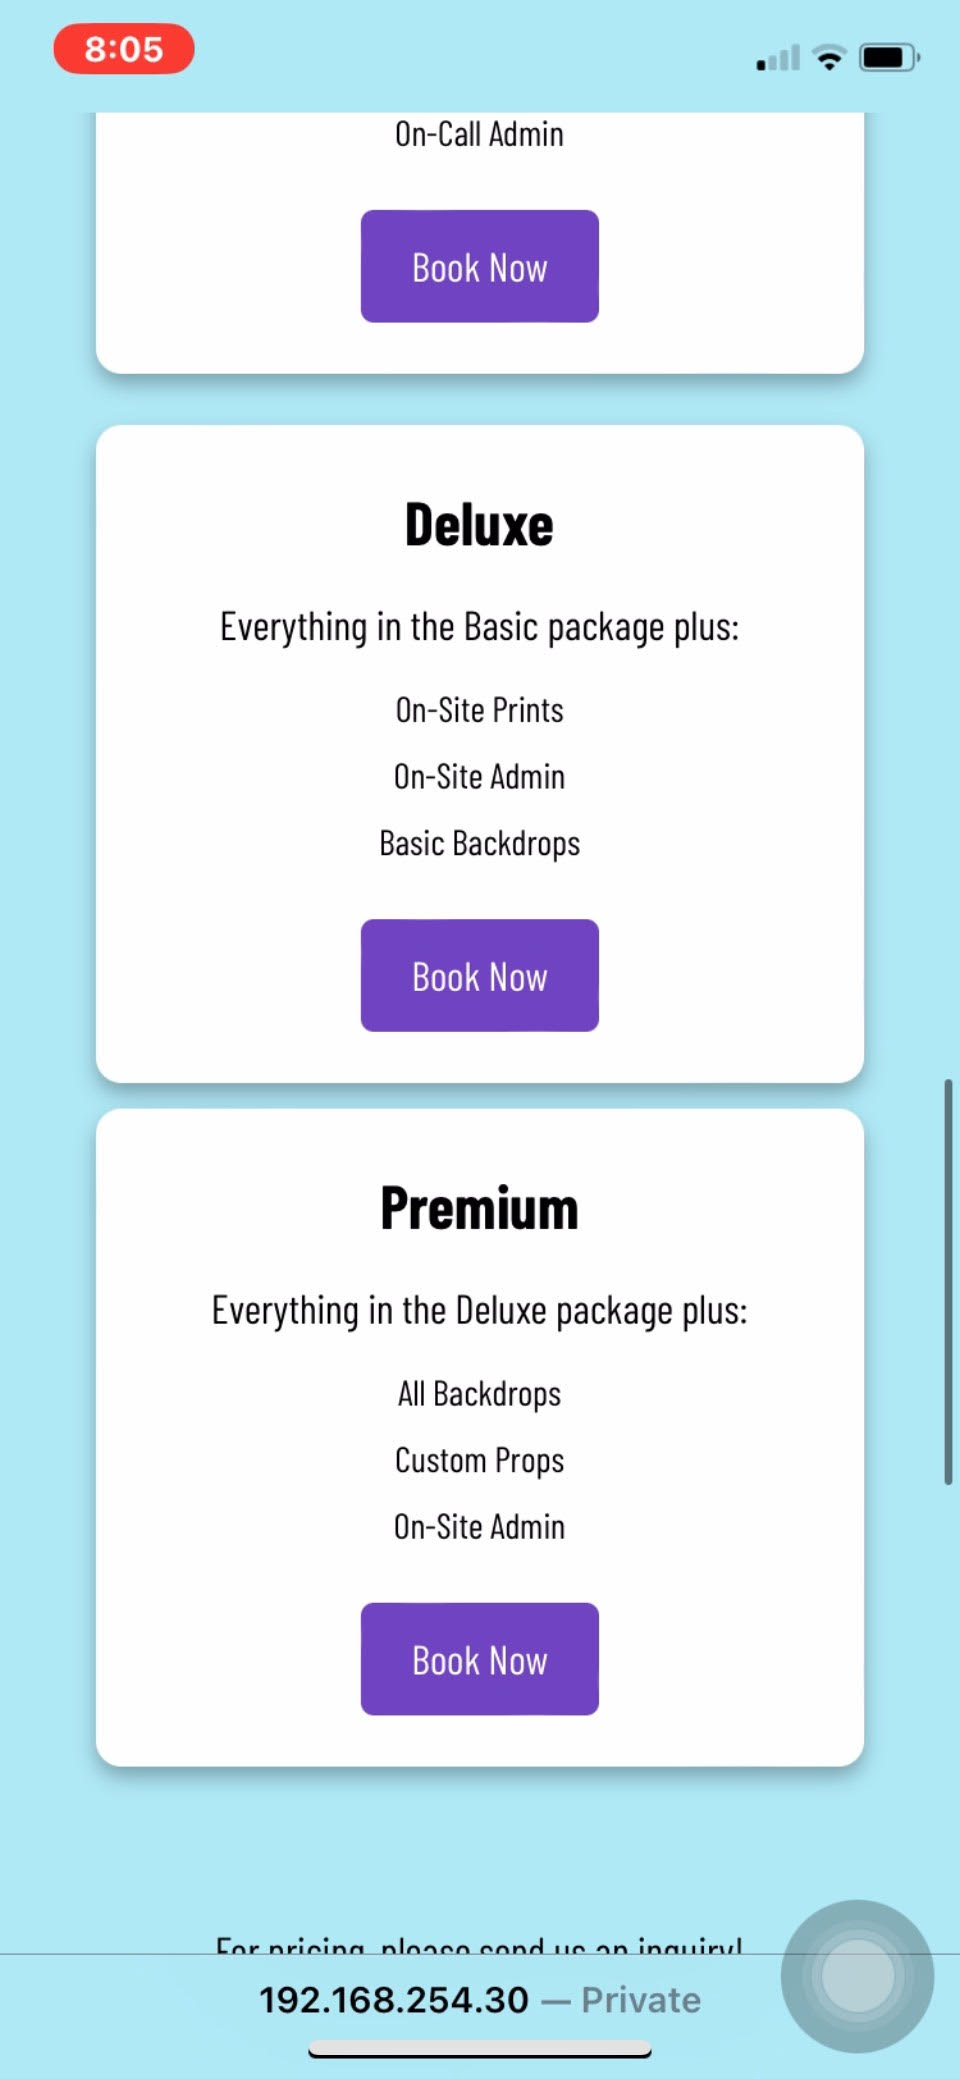 8:05
On-Call Admin
Book Now
Deluxe
Everything in the Basic package plus:
On-Site Prints
On-Site Admin
Basic Backdrops
Book Now
Premium
Everything in the Deluxe package plus:
All Backdrops
Custom Props
On-Site Admin
Book Now
For pricing, please send us an inquiry!
192.168.254.30 — Private